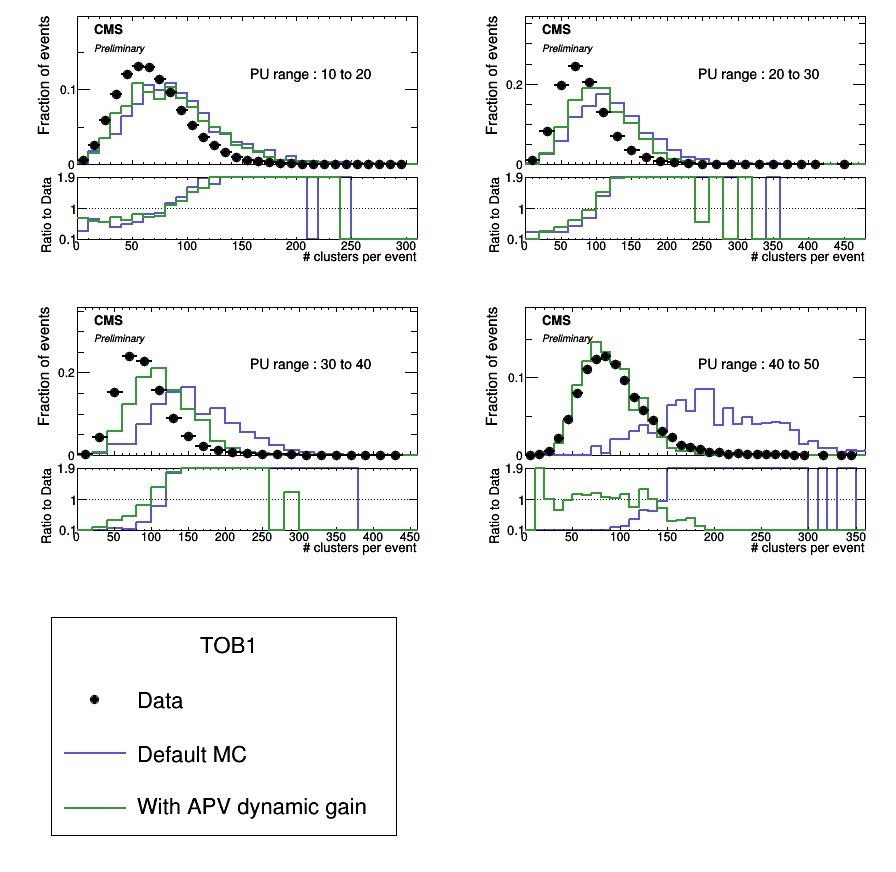 CMS
Preliminary
PU range : 10 to 20
Fraction of events
0.1
0
Ratio to Data
1.9
1
0.1
0 50 100 150 200 250 300
# clusters per event
CMS
Preliminary
PU range : 20 to 30
Fraction of events
0.2
0
Ratio to Data
1.9
1
0.1
0 50 100 150 200 250 300 350 400 450
# clusters per event
CMS
Preliminary
PU range : 30 to 40
Fraction of events
0.2
0
Ratio to Data
1.9
1
0.1
0 50 100 150 200 250 300 350 400 450
# clusters per event
CMS
Preliminary
PU range : 40 to 50
Fraction of events
0.1
0
Ratio to Data
1.9
1
0.1
0 50 100 150 200 250 300 350
# clusters per event
TOB1
Data
Default MC
With APV dynamic gain